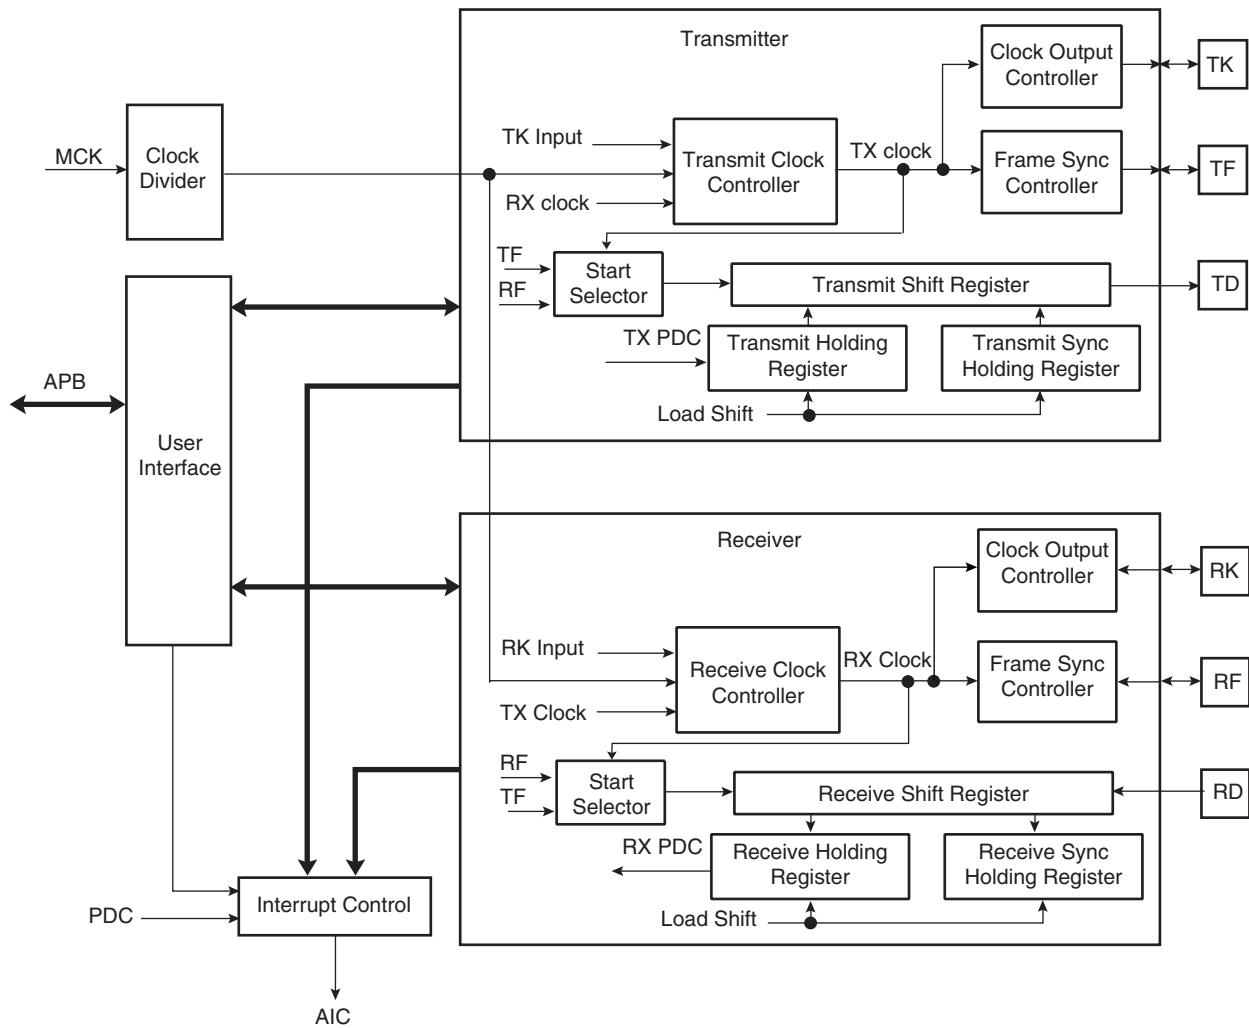 Transmitter
Clock Output
Controller
TK
MCK
Clock
Divider
TK Input
Transmit Clock
Controller
RX clock
TX clock
Frame Sync
Controller
TF
TF
RF
Start
Selector
Transmit Shift Register
TD
TX PDC
Transmit Holding
Register
Transmit Sync
Holding Register
Load Shift
APB
User
Interface
Receiver
Clock Output
Controller
RK
RK Input
Receive Clock
Controller
TX Clock
RX Clock
Frame Sync
Controller
RF
RF
TF
Start
Selector
Receive Shift Register
RD
RX PDC
Receive Holding
Register
Receive Sync
Holding Register
Load Shift
PDC
Interrupt Control
AIC